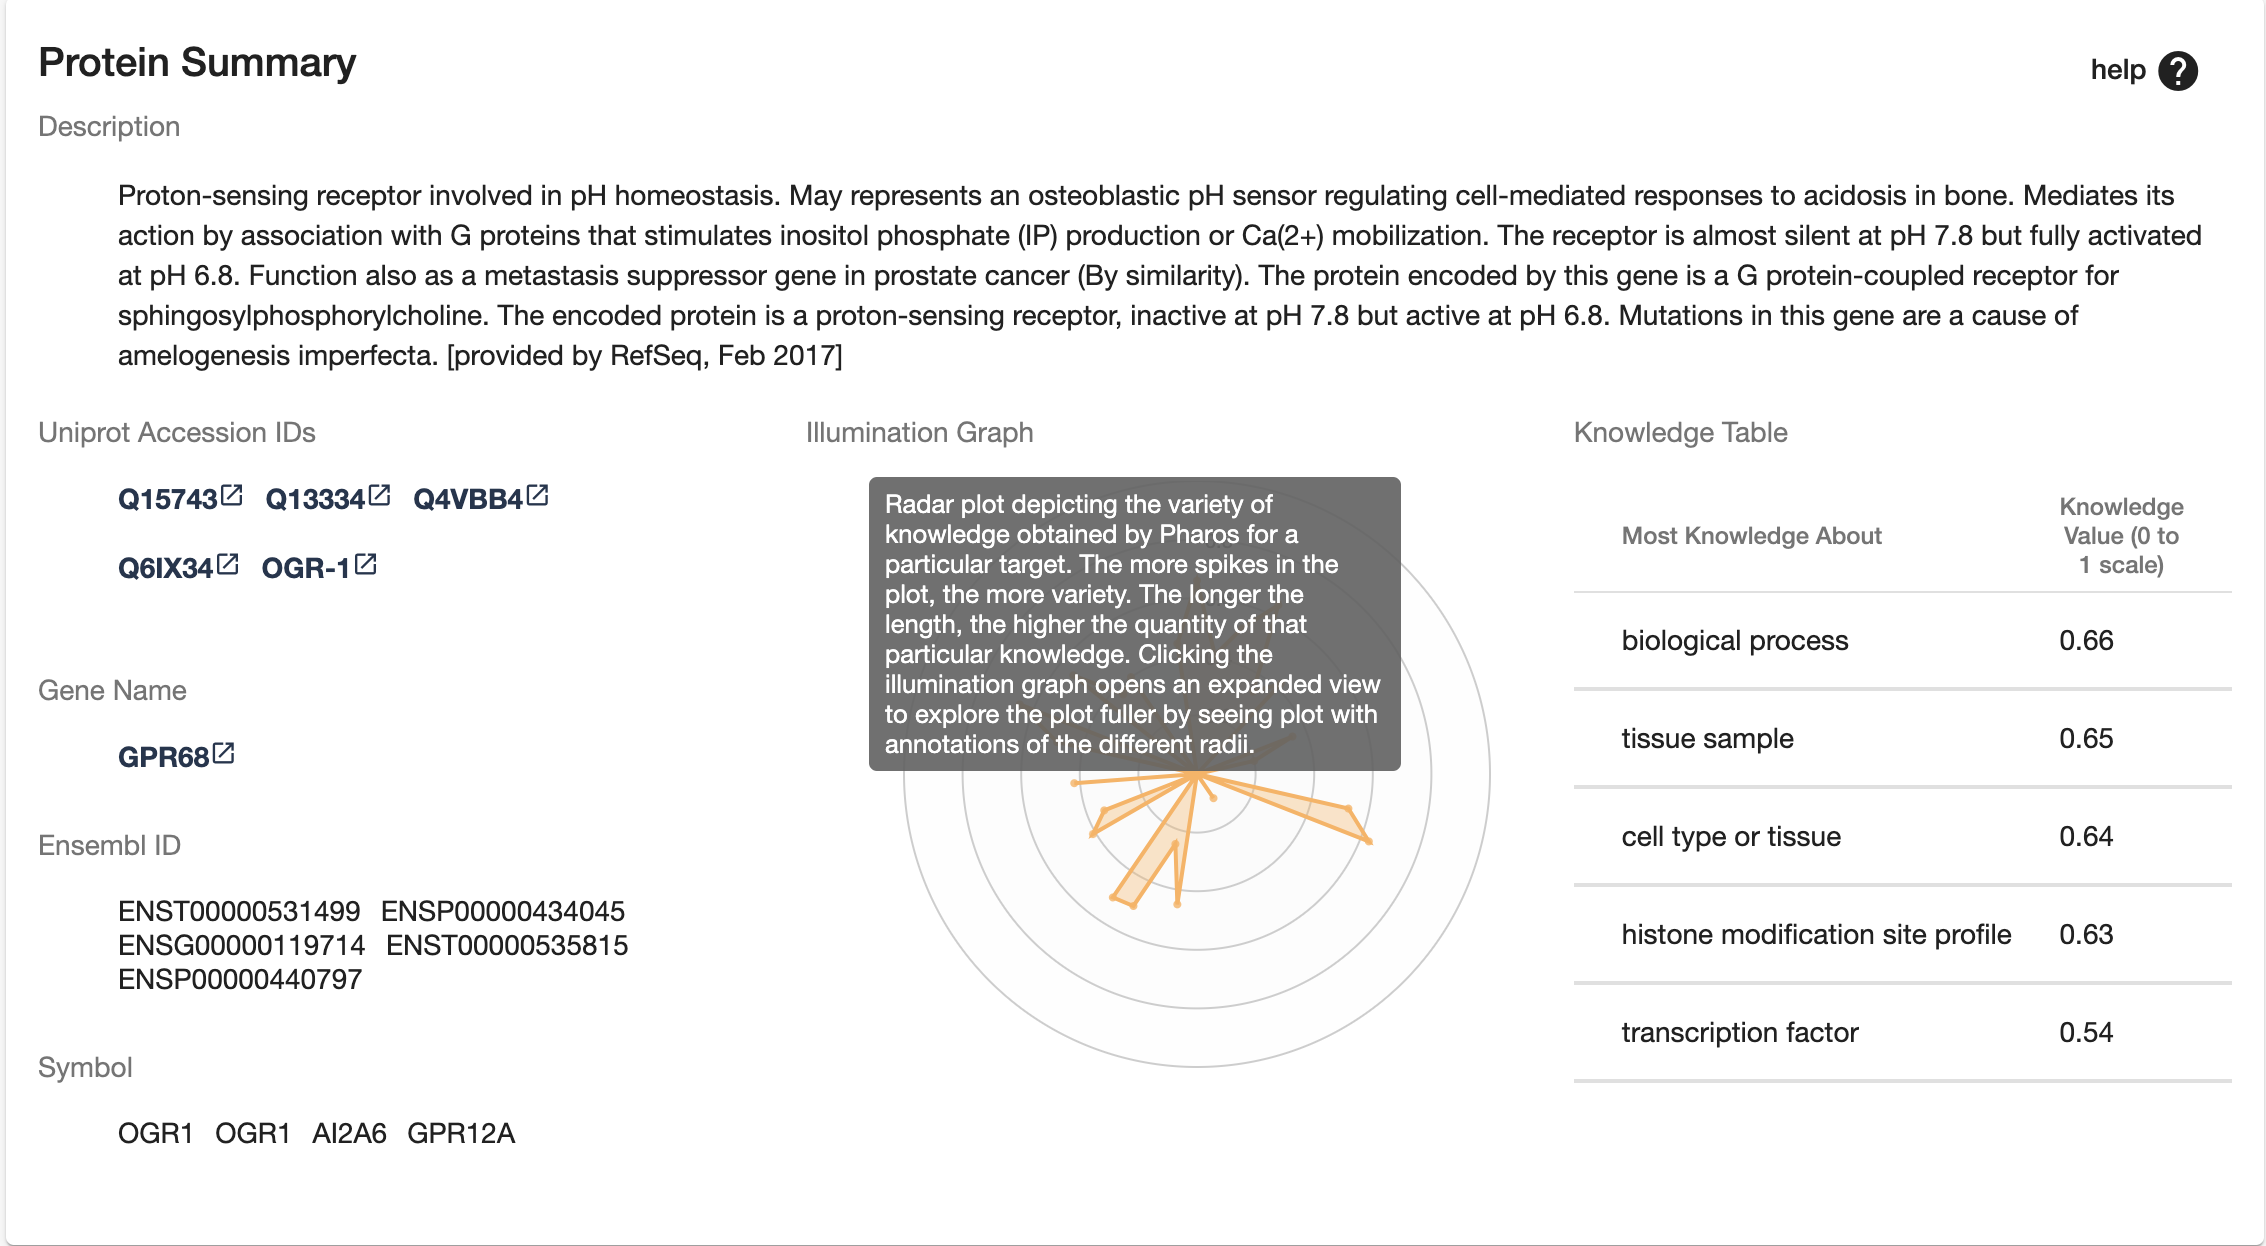 Protein Summary
help ?
Description
Proton-sensing receptor involved in pH homeostasis. May represents an osteoblastic pH sensor regulating cell-mediated responses to acidosis in bone. Mediates its
action by association with G proteins that stimulates inositol phosphate (IP) production or Ca(2+) mobilization. The receptor is almost silent at pH 7.8 but fully activated
at pH 6.8. Function also as a metastasis suppressor gene in prostate cancer (By similarity). The protein encoded by this gene is a G protein-coupled receptor for
sphingosylphosphorylcholine. The encoded protein is a proton-sensing receptor, inactive at pH 7.8 but active at pH 6.8. Mutations in this gene are a cause of
amelogenesis imperfecta. [provided by RefSeq, Feb 2017]
Uniprot Accession IDs
Q15743 Q13334 Q4VBB4
Q6IX34 OGR-1
Gene Name
GPR68
Ensembl ID
ENST00000531499 ENSP00000434045
ENSG00000119714 ENST00000535815
ENSP00000440797
Symbol
OGR1 OGR1 AI2A6 GPR12A
Illumination Graph
Radar plot depicting the variety of
knowledge obtained by Pharos for a
particular target. The more spikes in the
plot, the more variety. The longer the
length, the higher the quantity of that
particular knowledge. Clicking the
illumination graph opens an expanded view
to explore the plot fuller by seeing plot with
annotations of the different radii.
Knowledge Table
Most Knowledge About
Knowledge
Value (0 to
1 scale)
biological process 0.66
tissue sample 0.65
cell type or tissue 0.64
histone modification site profile 0.63
transcription factor 0.54